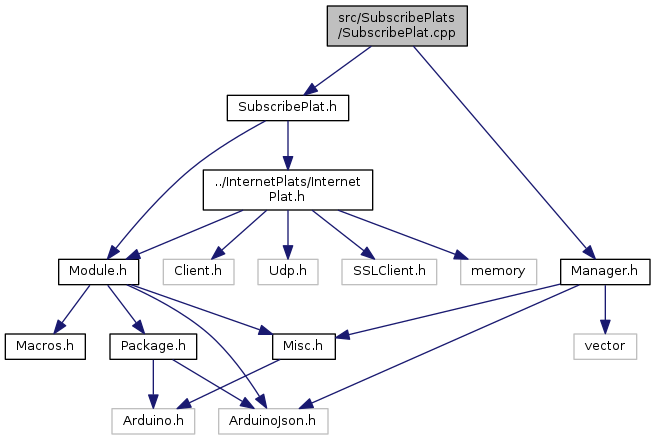 src/SubscribePlats
/SubscribePlat.cpp
SubscribePlat.h
../InternetPlats/Internet
Plat.h
Module.h
Client.h
Udp.h
SSLClient.h
memory
Manager.h
Macros.h
Package.h
Misc.h
vector
Arduino.h
ArduinoJson.h